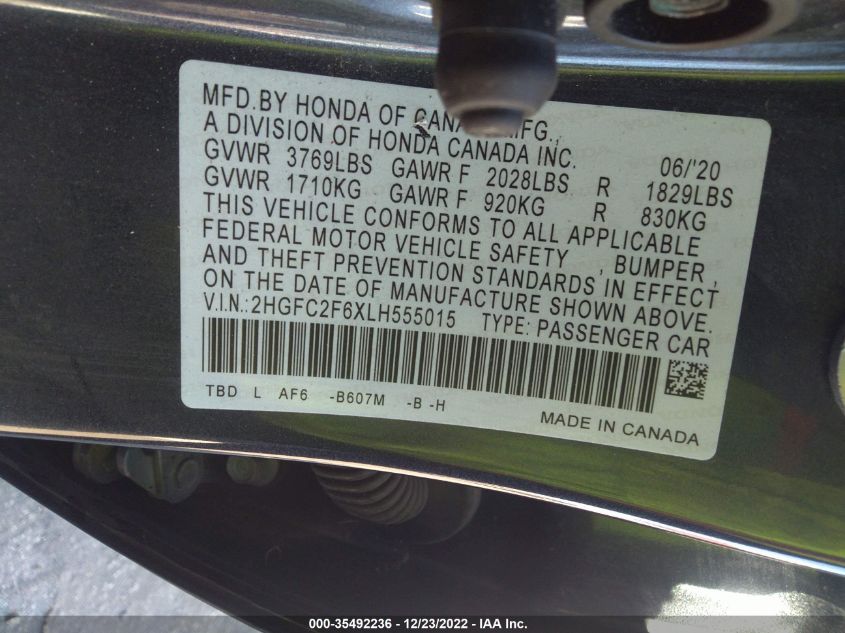 MFD.BY HONDA OF CANADA MFG.,
A DIVISION OF HONDA CANADA INC. 06/'20
GVWR 3769LBS GAWR F 2028LBS R 1829LBS
GVWR 1710KG GAWR F 920KG R 830KG
THIS VEHICLE CONFORMS TO ALL APPLICABLE
FEDERAL MOTOR VEHICLE SAFETY , BUMPER ,
AND THEFT PREVENTION STANDARDS IN EFFECT
ON THE DATE OF MANUFACTURE SHOWN ABOVE.
V.I.N.:2HGFC2F6XLH555015 TYPE: PASSENGER CAR
TBD L AF6 -B607M -B -H
MADE IN CANADA
000-35492236 - 12/23/2022 - IAA Inc.